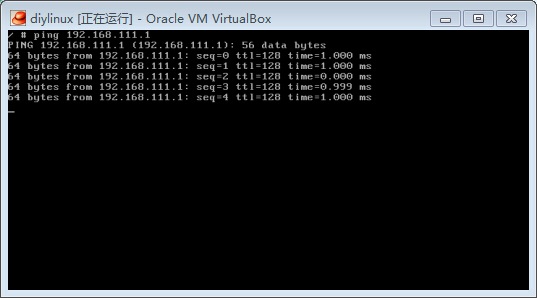 diylinux [正在运行] - Oracle VM VirtualBox
/ # ping 192.168.111.1
PING 192.168.111.1 (192.168.111.1): 56 data bytes
64 bytes from 192.168.111.1: seq=0 ttl=128 time=1.000 ms
64 bytes from 192.168.111.1: seq=1 ttl=128 time=1.000 ms
64 bytes from 192.168.111.1: seq=2 ttl=128 time=0.000 ms
64 bytes from 192.168.111.1: seq=3 ttl=128 time=0.999 ms
64 bytes from 192.168.111.1: seq=4 ttl=128 time=1.000 ms